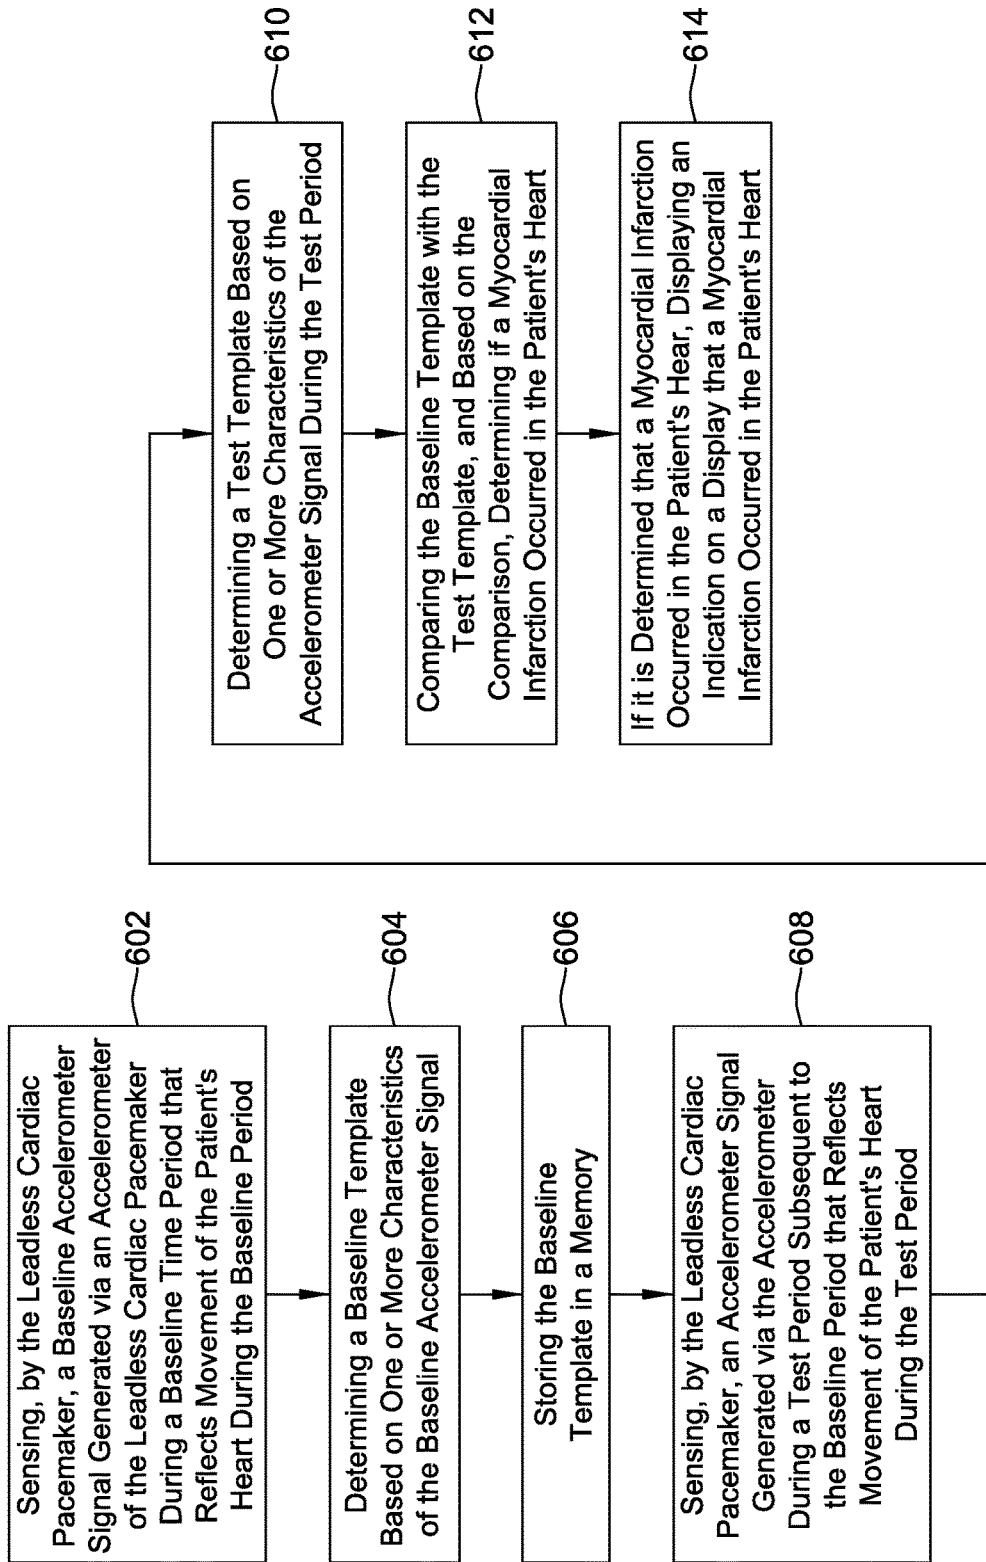 Sensing, by the Leadless Cardiac
Pacemaker, a Baseline Accelerometer
Signal Generated via an Accelerometer
of the Leadless Cardiac Pacemaker
During a Baseline Time Period that
Reflects Movement of the Patient's
Heart During the Baseline Period
602
Determining a Baseline Template
Based on One or More Characteristics
of the Baseline Accelerometer Signal
604
Storing the Baseline
Template in a Memory
606
Sensing, by the Leadless Cardiac
Pacemaker, an Accelerometer Signal
Generated via the Accelerometer
During a Test Period Subsequent to
the Baseline Period that Reflects
Movement of the Patient's Heart
During the Test Period
608
Determining a Test Template Based on
One or More Characteristics of the
Accelerometer Signal During the Test Period
610
Comparing the Baseline Template with the
Test Template, and Based on the
Comparison, Determining if a Myocardial
Infarction Occurred in the Patient's Heart
612
If it is Determined that a Myocardial Infarction
Occurred in the Patient's Hear, Displaying an
Indication on a Display that a Myocardial
Infarction Occurred in the Patient's Heart
614